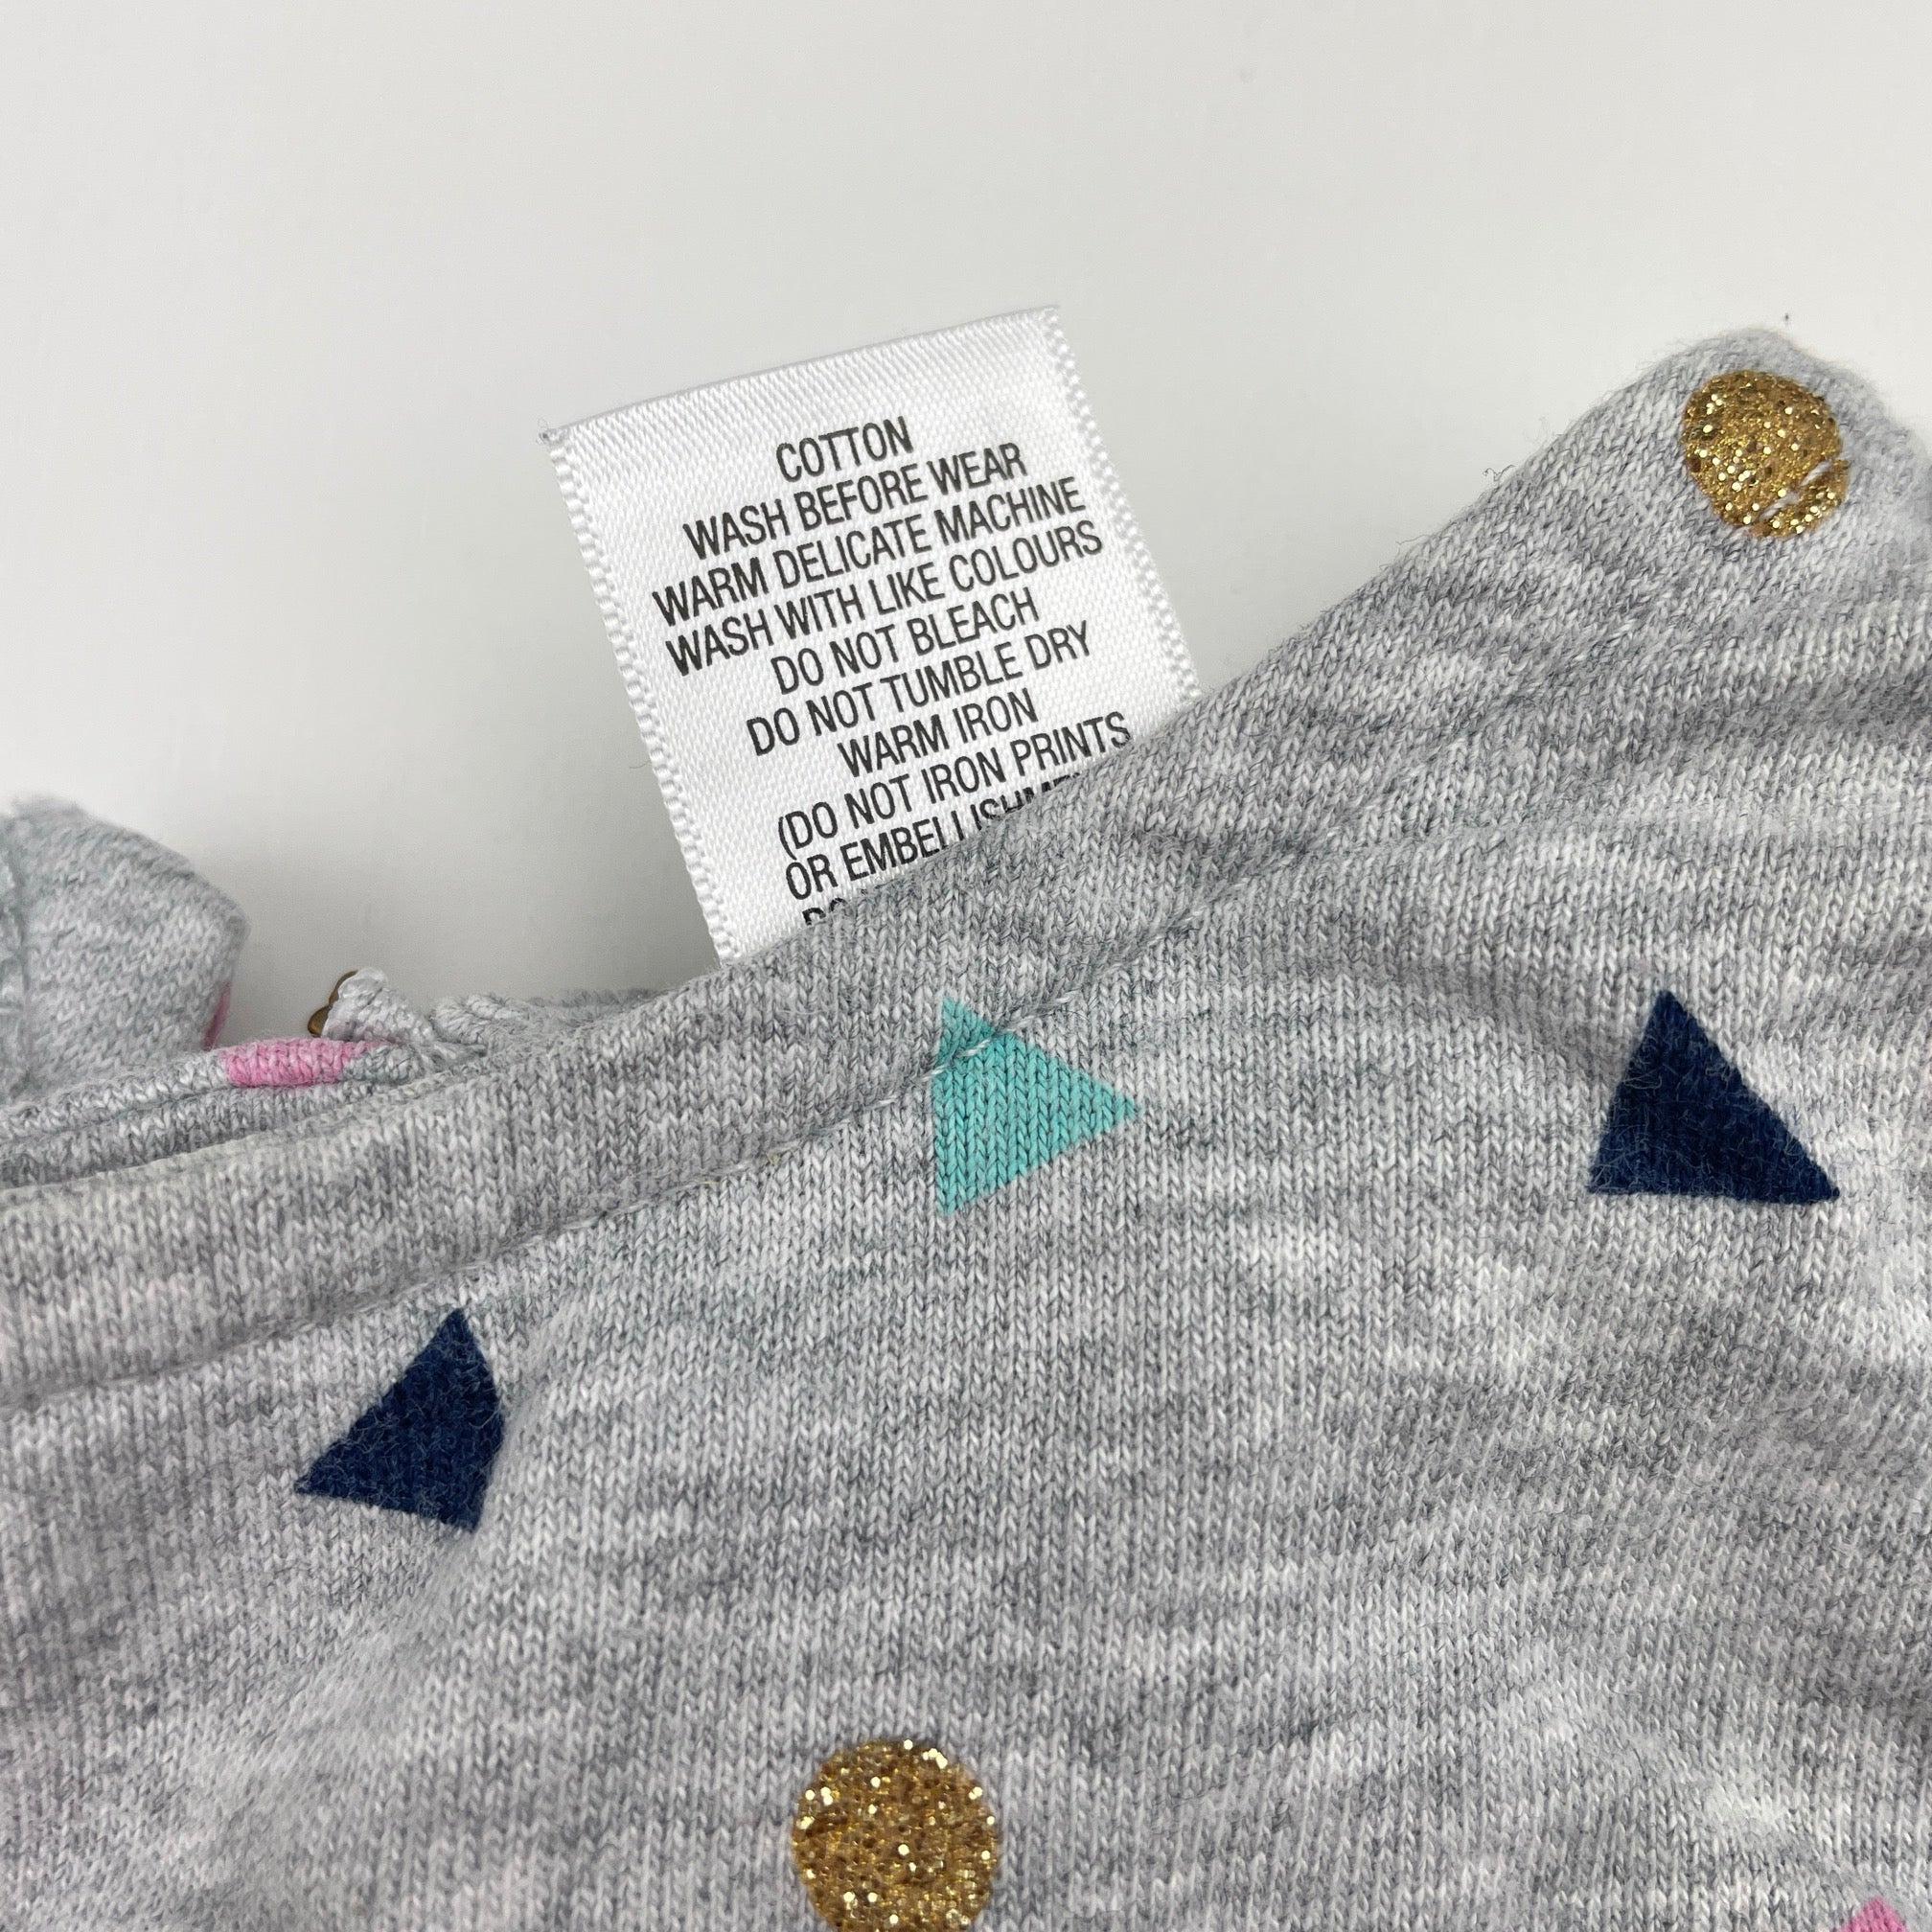 COTTON
WASH BEFORE WEAR
WARM DELICATE MACHINE
WASH WITH LIKE COLOURS
DO NOT BLEACH
DO NOT TUMBLE DRY
WARM IRON
(DO NOT IRON PRINTS
OR